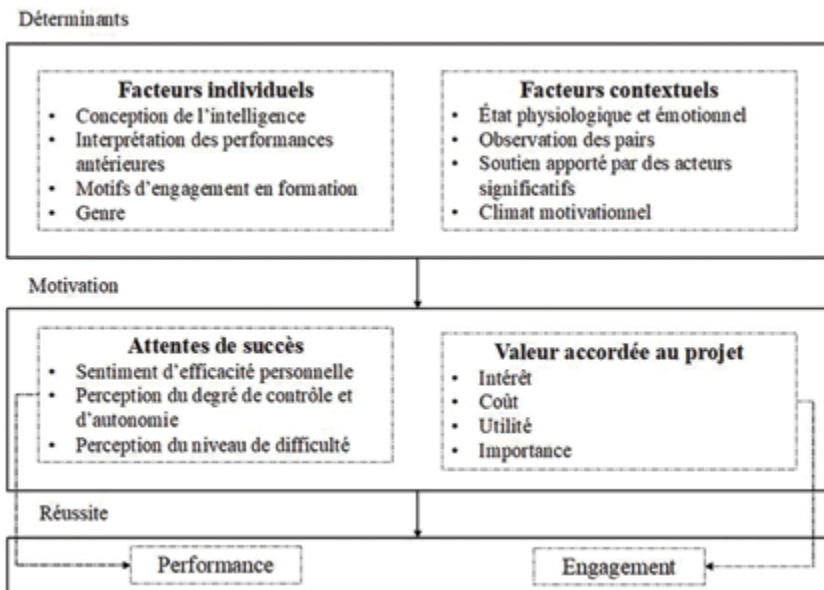 Déterminants
Facteurs individuels
• Conception de l'intelligence
• Interprétation des performances
antérieures
• Motifs d'engagement en formation
• Genre
Facteurs contextuels
• État physiologique et émotionnel
• Observation des pairs
• Soutien apporté par des acteurs
significatifs
• Climat motivationnel
Motivation
Attentes de succès
• Sentiment d'efficacité personnelle
• Perception du degré de contrôle et
d'autonomie
• Perception du niveau de difficulté
Valeur accordée au projet
• Intérêt
• Coût
• Utilité
• Importance
Réussite
Performance
Engagement